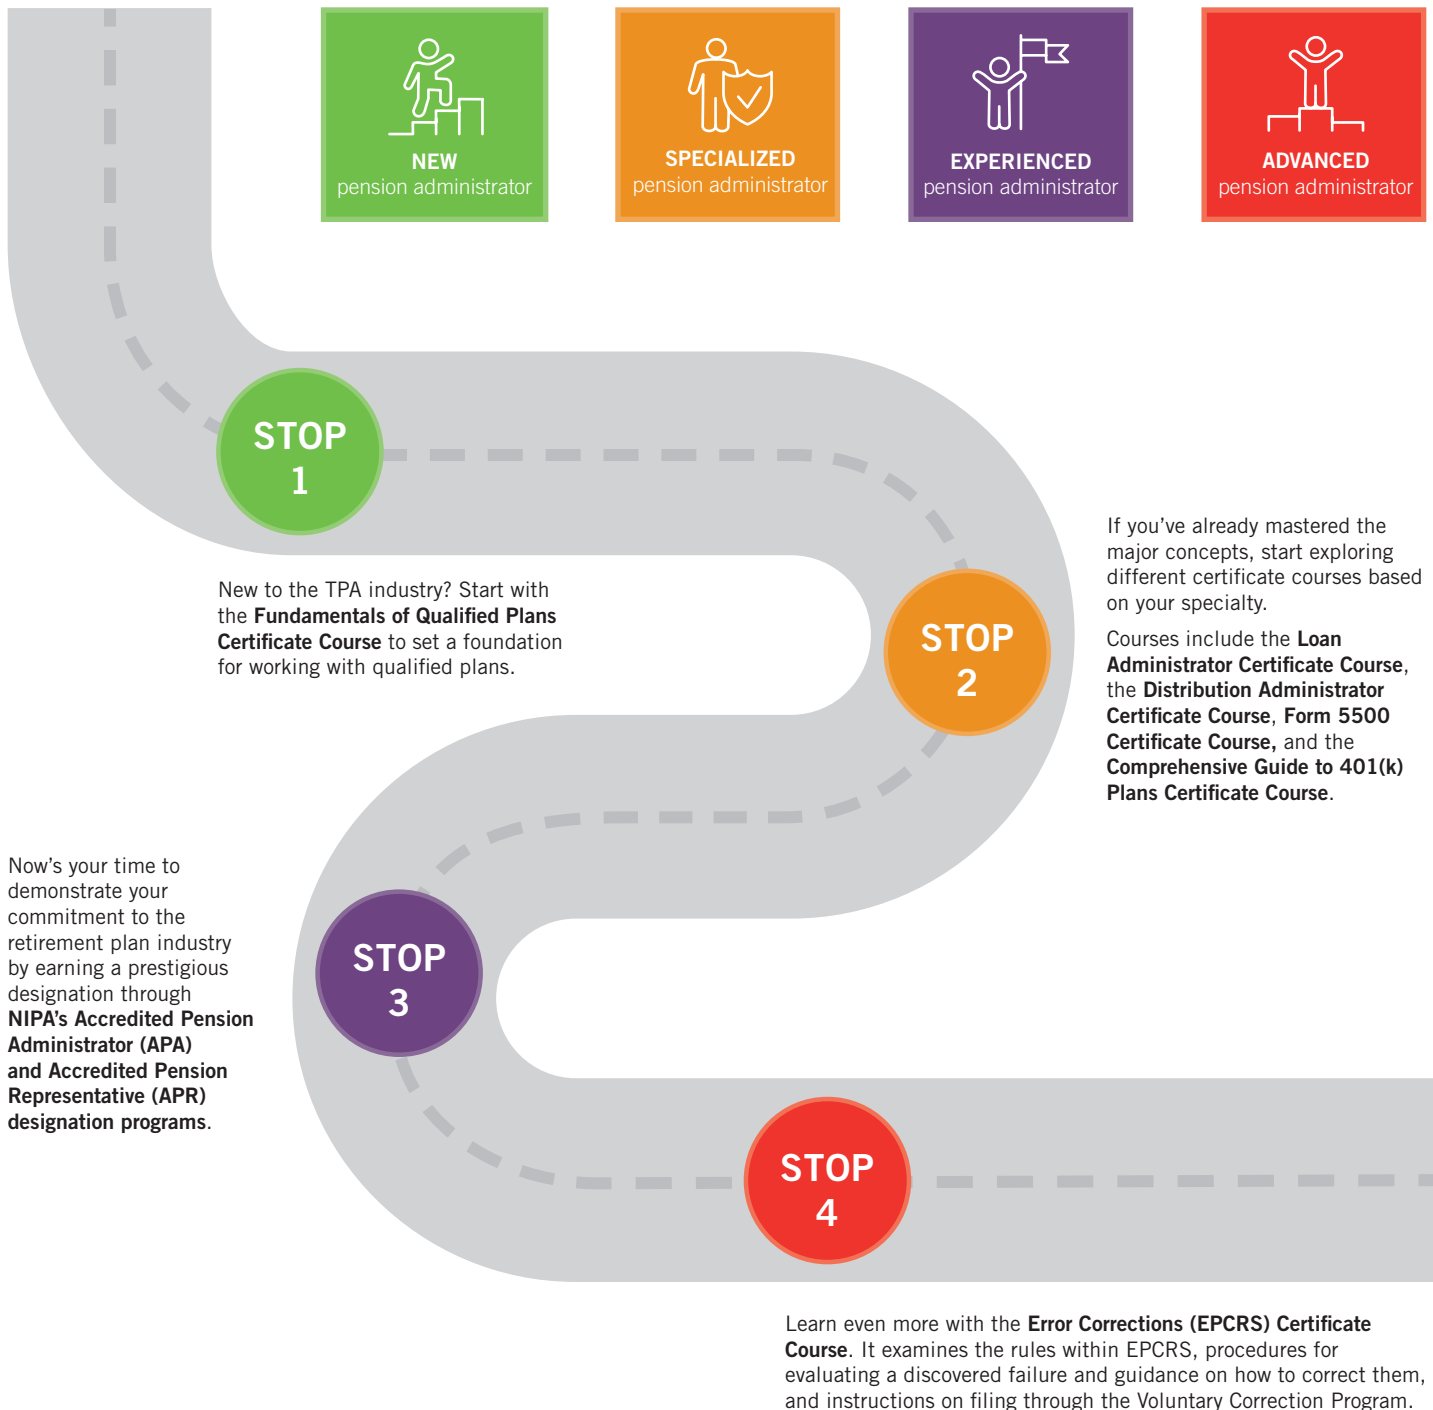 NEW
pension administrator
SPECIALIZED
pension administrator
EXPERIENCED
pension administrator
ADVANCED
pension administrator
STOP
1
New to the TPA industry? Start with
the Fundamentals of Qualified Plans
Certificate Course to set a foundation
for working with qualified plans.
STOP
2
If you’ve already mastered the
major concepts, start exploring
different certificate courses based
on your specialty.
Courses include the Loan
Administrator Certificate Course,
the Distribution Administrator
Certificate Course, Form 5500
Certificate Course, and the
Comprehensive Guide to 401(k)
Plans Certificate Course.
STOP
3
Now’s your time to
demonstrate your
commitment to the
retirement plan industry
by earning a prestigious
designation through
NIPA’s Accredited Pension
Administrator (APA)
and Accredited Pension
Representative (APR)
designation programs.
STOP
4
Learn even more with the Error Corrections (EPCRS) Certificate
Course. It examines the rules within EPCRS, procedures for
evaluating a discovered failure and guidance on how to correct them,
and instructions on filing through the Voluntary Correction Program.